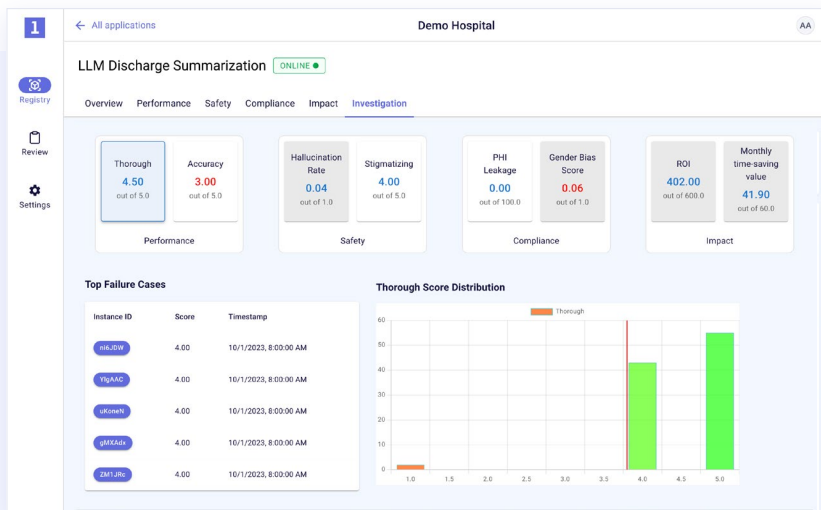 1
← All applications
Demo Hospital
AA
LLM Discharge Summarization
ONLINE
Registry
Review
Settings
Overview Performance Safety Compliance Impact Investigation
Thorough
4.50
out of 5.0
Accuracy
3.00
out of 5.0
Performance
Hallucination
Rate
0.04
out of 1.0
Stigmatizing
4.00
out of 5.0
Safety
PHI
Leakage
0.00
out of 100.0
Gender Bias
Score
0.06
out of 1.0
Compliance
ROI
402.00
out of 600.0
Monthly
time-saving
value
41.90
out of 60.0
Impact
Top Failure Cases
Instance ID Score Timestamp
ni6JDW 4.00 10/1/2023, 8:00:00 AM
YIgAAC 4.00 10/1/2023, 8:00:00 AM
uKoneN 4.00 10/1/2023, 8:00:00 AM
gMXAdx 4.00 10/1/2023, 8:00:00 AM
ZM1JRc 4.00 10/1/2023, 8:00:00 AM
Thorough Score Distribution
Thorough
60
50
40
30
20
10
0
1.0 1.5 2.0 2.5 3.0 3.5 4.0 4.5 5.0